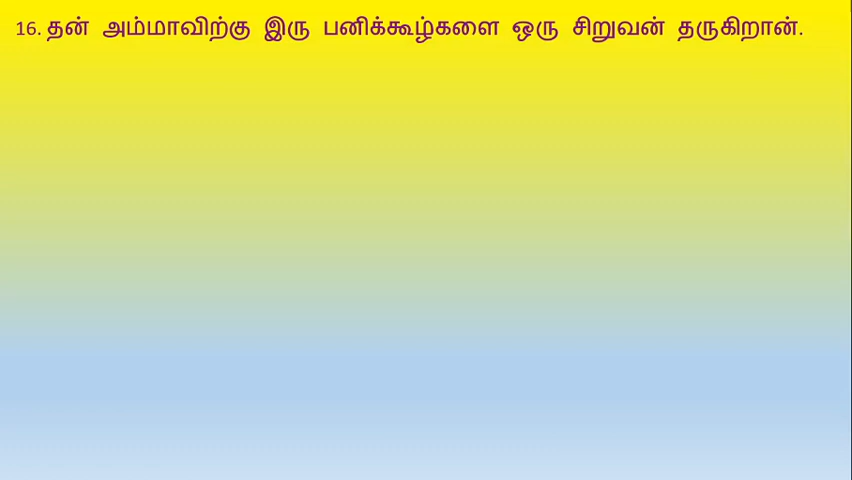 16. தன் அம்மாவிற்கு இரு பனிக்கூழ்களை ஒரு சிறுவன் தருகிறான்.